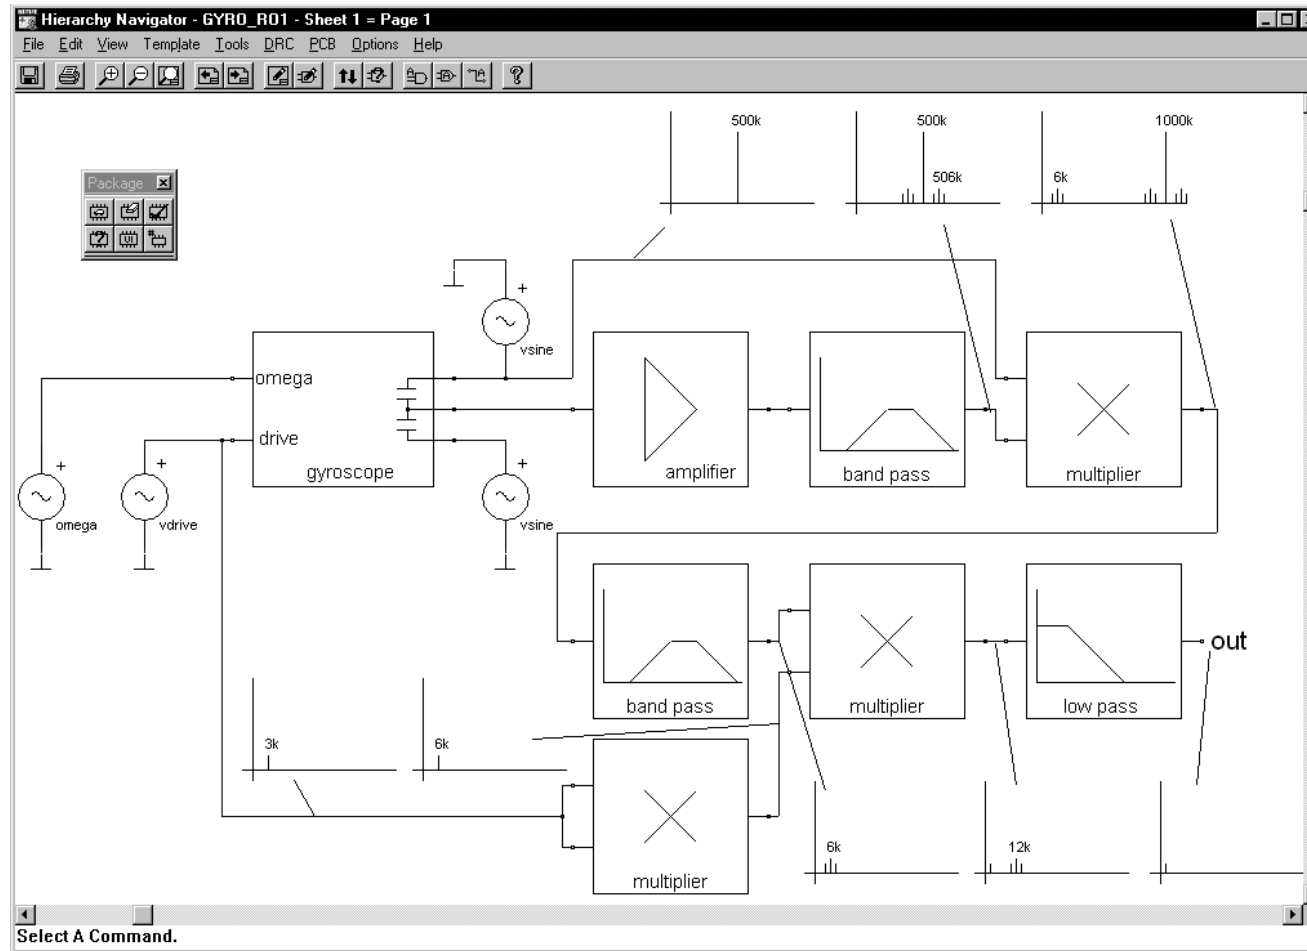 Hierarchy Navigator - GYRO_RO1 - Sheet 1 = Page 1
File Edit View Template Tools DRC PCB Options Help
500k
500k
506k
1000k
6k
Package
vsine
omega
drive
gyroscope
amplifier
band pass
multiplier
omega
vdrive
vsine
out
band pass
multiplier
low pass
3k
6k
multiplier
6k
12k
Select A Command.